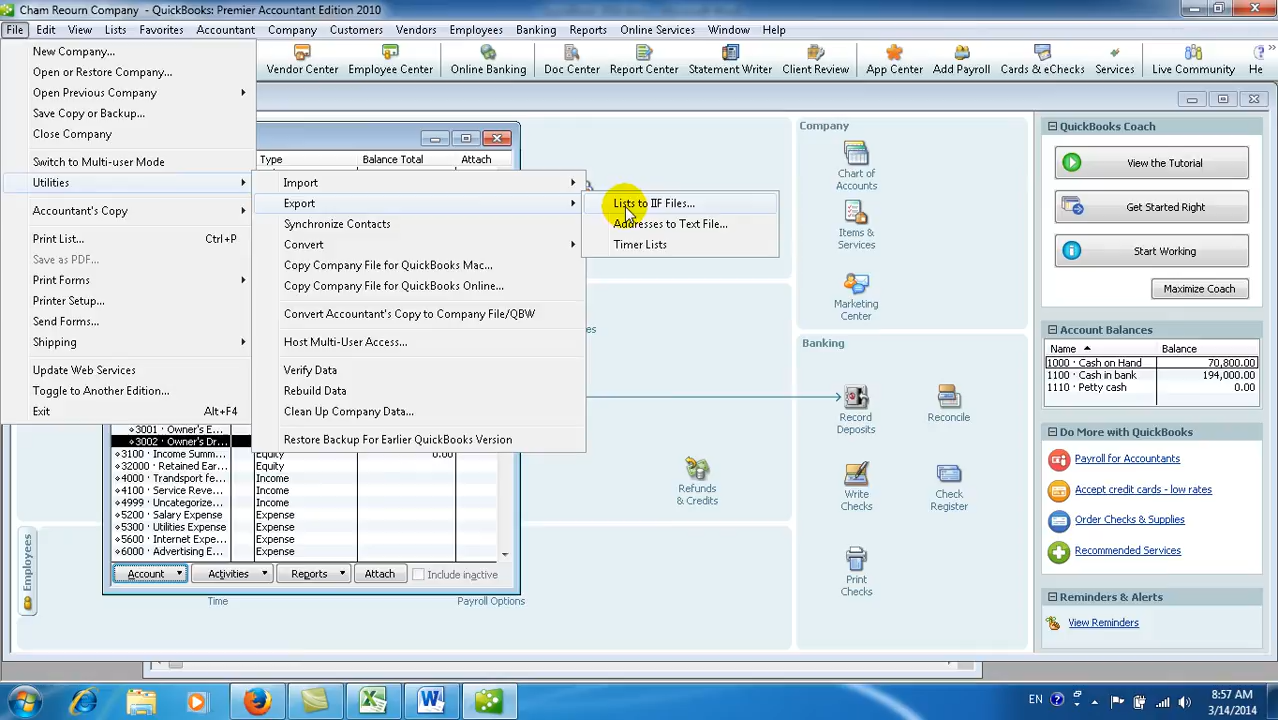 Cham Reourn Company - QuickBooks: Premier Accountant Edition 2010
File Edit View Lists Favorites Accountant Company Customers Vendors Employees Banking Reports Online Services Window Help
Vendor Center Employee Center Online Banking Doc Center Report Center Statement Writer Client Review App Center Add Payroll Cards & eChecks Services Live Community He
New Company...
Open or Restore Company...
Open Previous Company
Save Copy or Backup...
Close Company
Switch to Multi-user Mode
Utilities
Accountant's Copy
Print List... Ctrl+P
Save as PDF...
Print Forms
Printer Setup...
Send Forms...
Shipping
Update Web Services
Toggle to Another Edition...
Exit Alt+F4
Type Balance Total Attach
Import
Export
Synchronize Contacts
Convert
Copy Company File for QuickBooks Mac...
Copy Company File for QuickBooks Online...
Convert Accountant's Copy to Company File/QBW
Host Multi-User Access...
Verify Data
Rebuild Data
Clean Up Company Data...
Restore Backup For Earlier QuickBooks Version
Lists to IIF Files...
Addresses to Text File...
Timer Lists
3001 · Owner's E...
3002 · Owner's Dr...
3100 · Income Summ... Equity 0.00
32000 · Retained Ear... Equity
4000 · Trandsport fe... Income
4100 · Service Reve... Income
4999 · Uncategorize... Income
5200 · Salary Expense Expense
5300 · Utilities Expense Expense
5600 · Internet Expe... Expense
6000 · Advertising E... Expense
Account Activities Reports Attach Include inactive
Employees
Time Payroll Options
Refunds
& Credits
Company
Chart of
Accounts
Items &
Services
Marketing
Center
Banking
Record
Deposits
Reconcile
Write
Checks
Check
Register
Print
Checks
QuickBooks Coach
View the Tutorial
Get Started Right
Start Working
Maximize Coach
Account Balances
Name Balance
1000 · Cash on Hand 70,800.00
1100 · Cash in bank 194,000.00
1110 · Petty cash 0.00
Do More with QuickBooks
Payroll for Accountants
Accept credit cards - low rates
Order Checks & Supplies
Recommended Services
Reminders & Alerts
View Reminders
EN
8:57 AM
3/14/2014